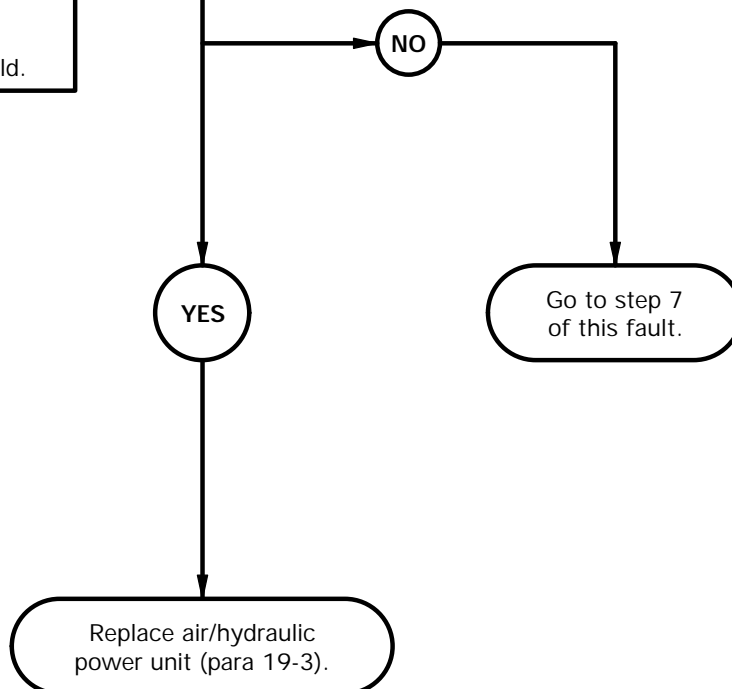 ld.
NO
YES
Go to step 7
of this fault.
Replace air/hydraulic
power unit (para 19-3).